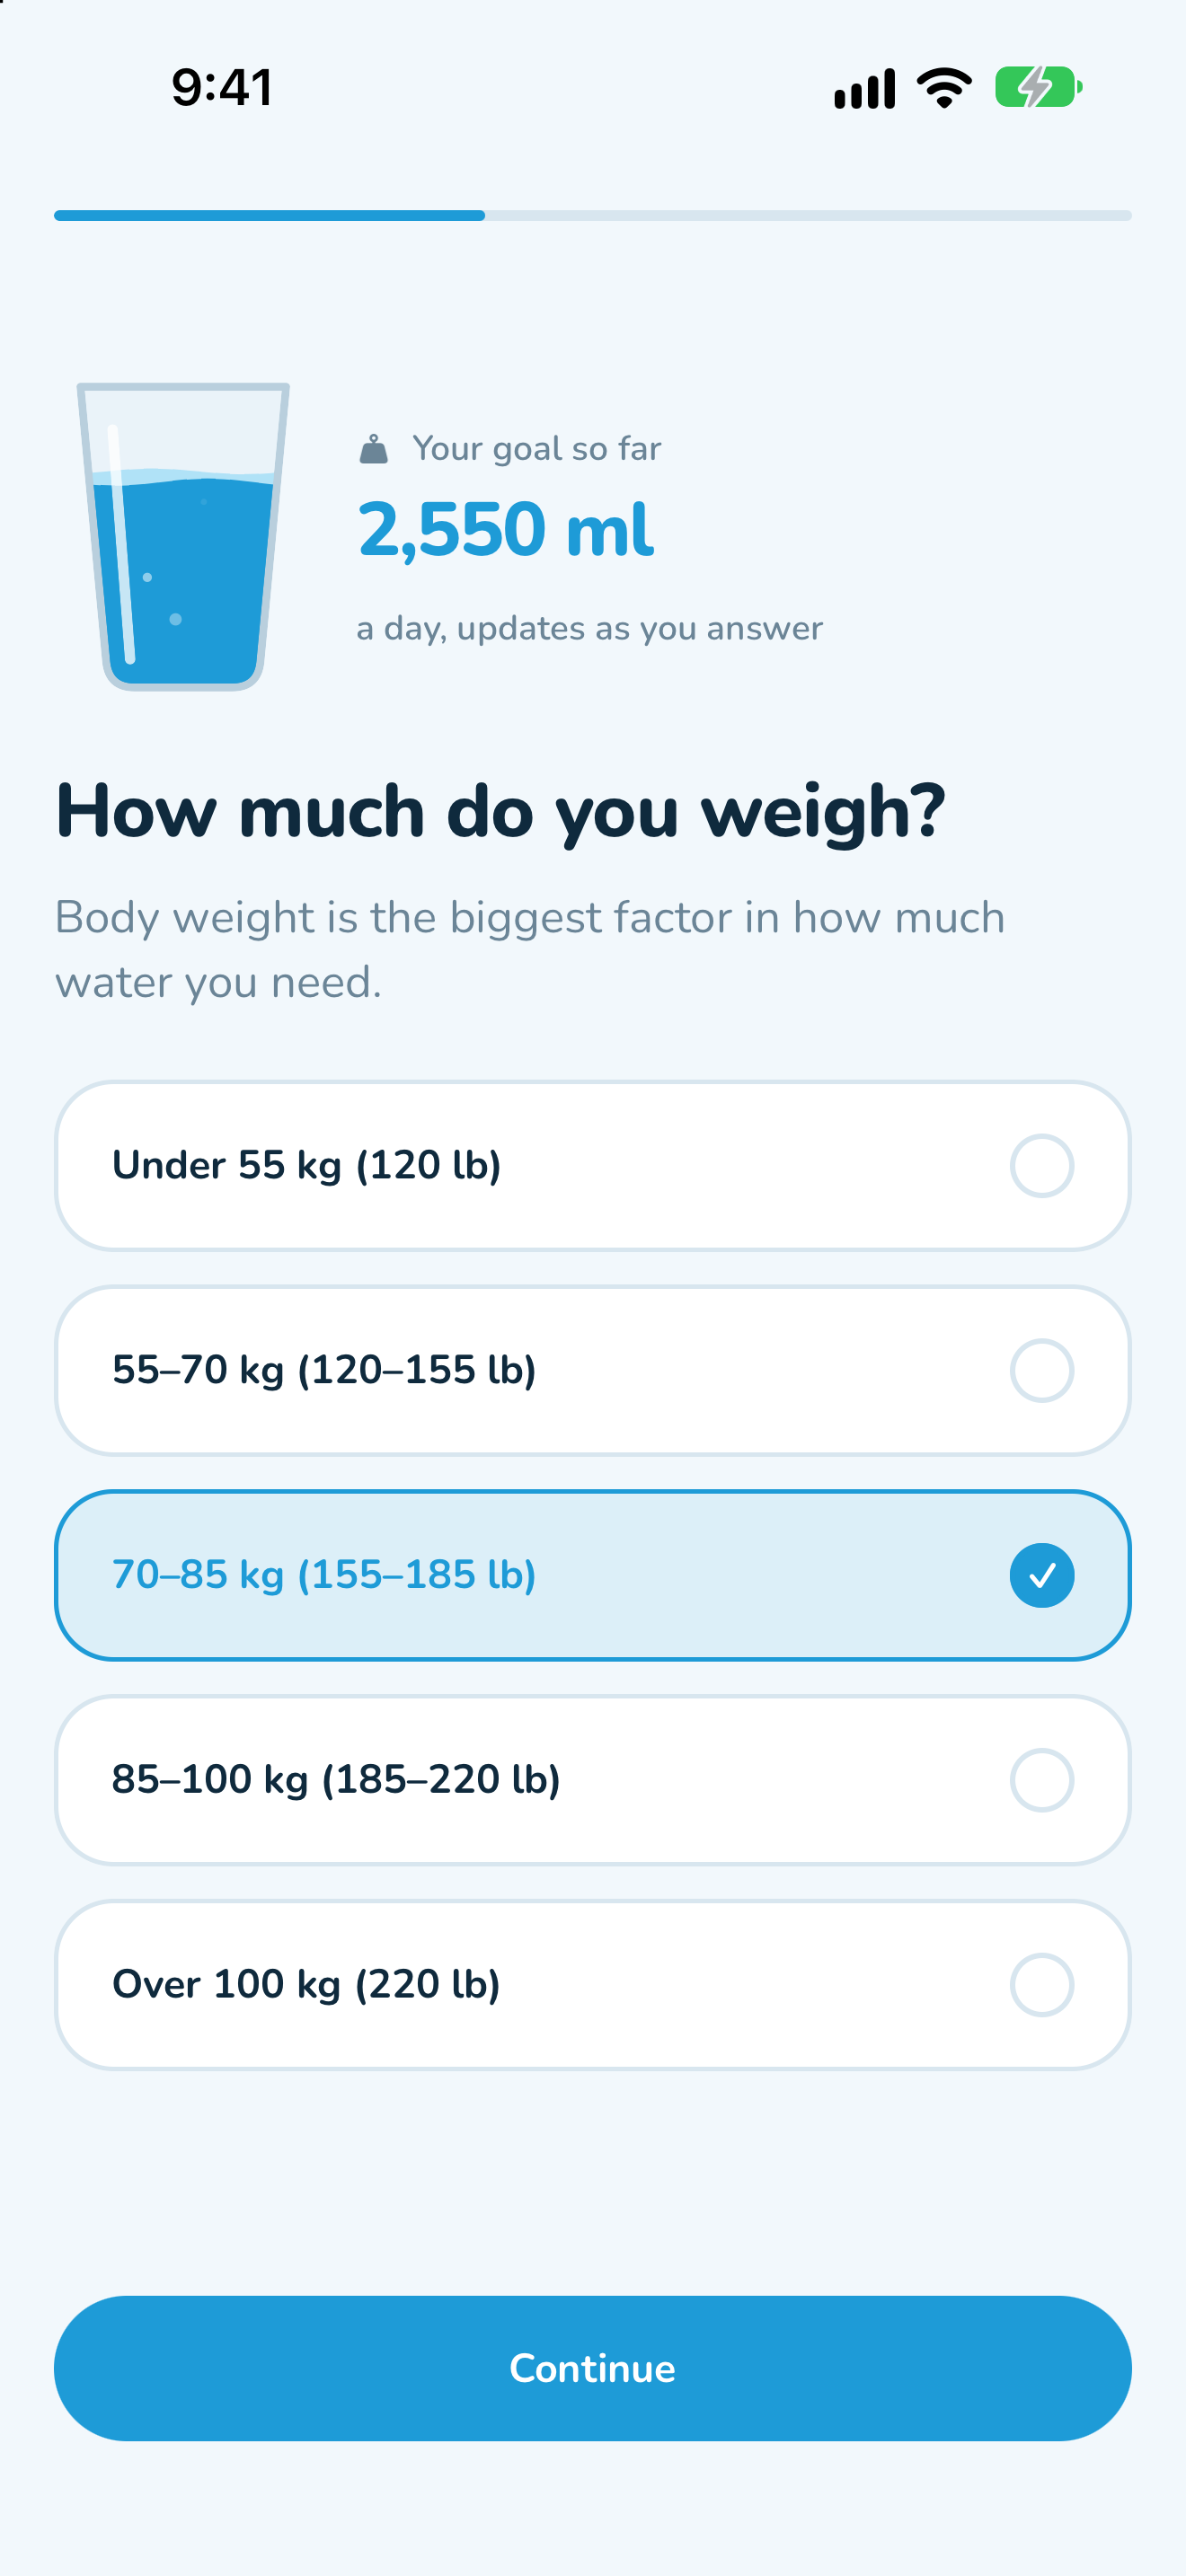 9:41
Your goal so far
2,550 ml
a day, updates as you answer
How much do you weigh?
Body weight is the biggest factor in how much
water you need.
Under 55 kg (120 lb)
55–70 kg (120–155 lb)
70–85 kg (155–185 lb)
85–100 kg (185–220 lb)
Over 100 kg (220 lb)
Continue